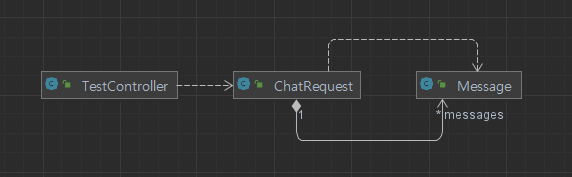 C TestController
C ChatRequest
C Message
1
* messages